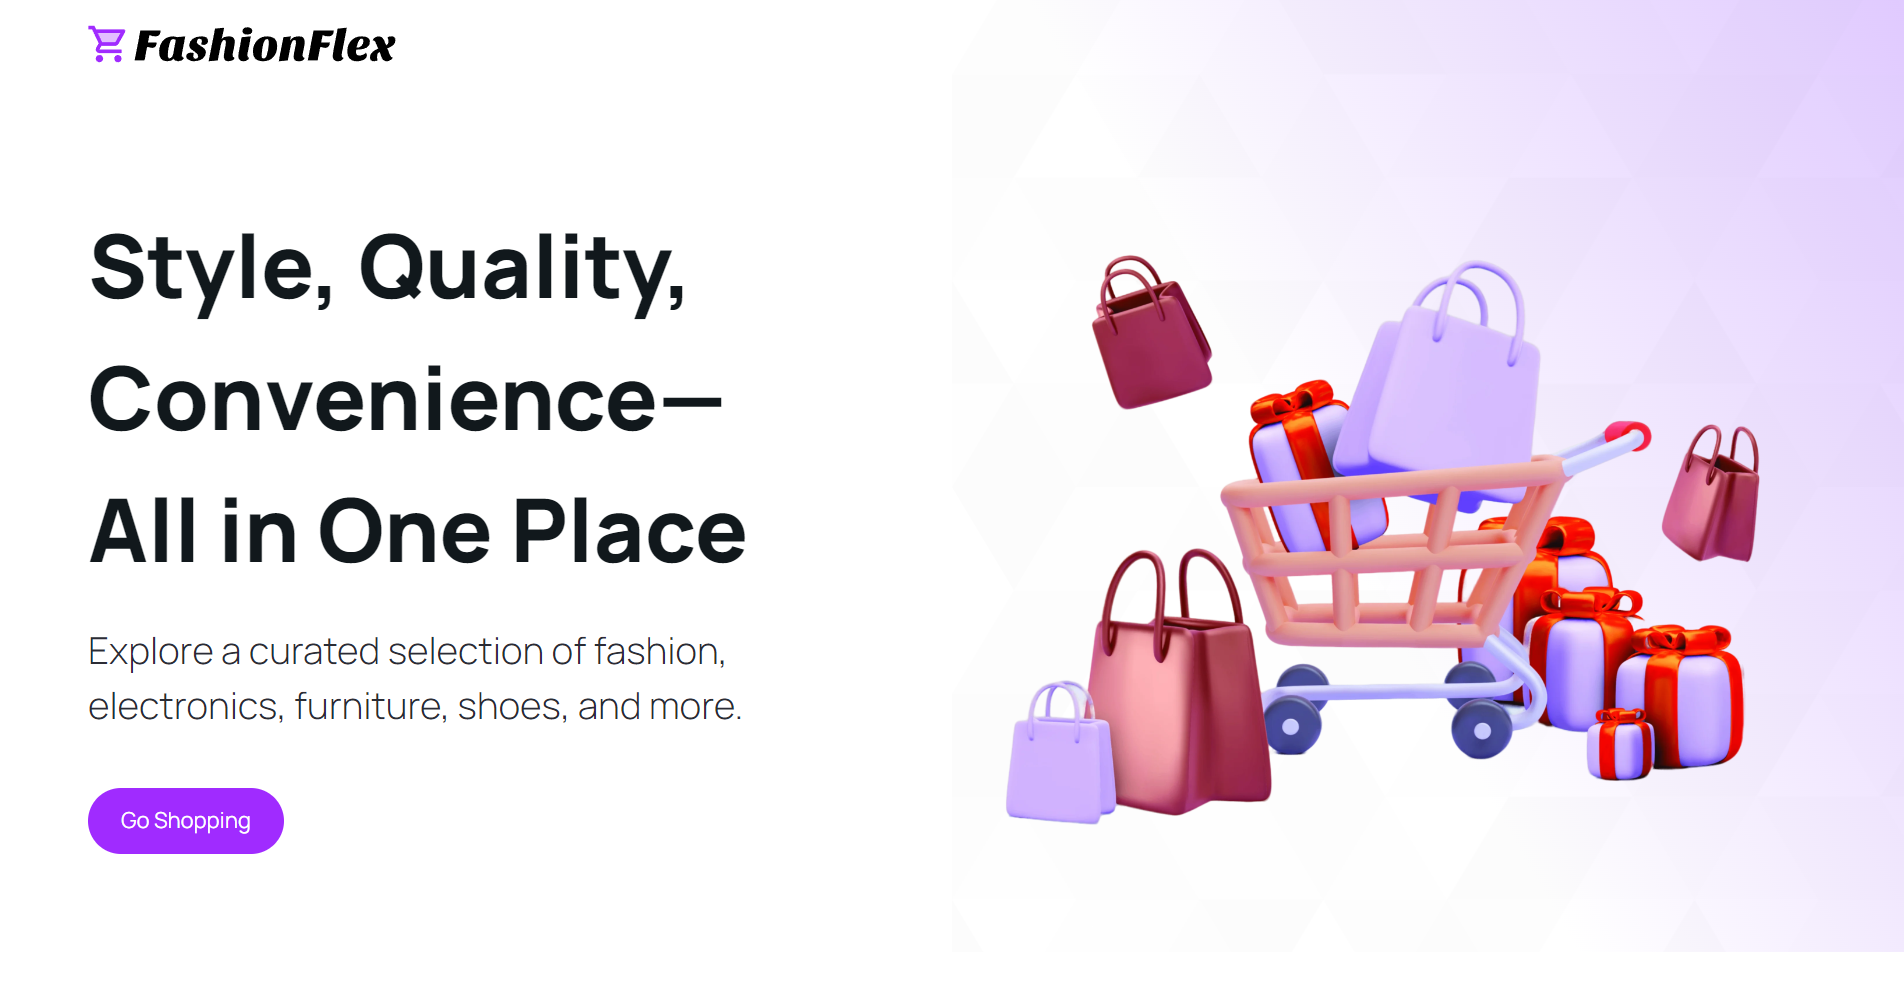 FashionFlex
Style, Quality,
Convenience—
All in One Place
Explore a curated selection of fashion,
electronics, furniture, shoes, and more.
Go Shopping